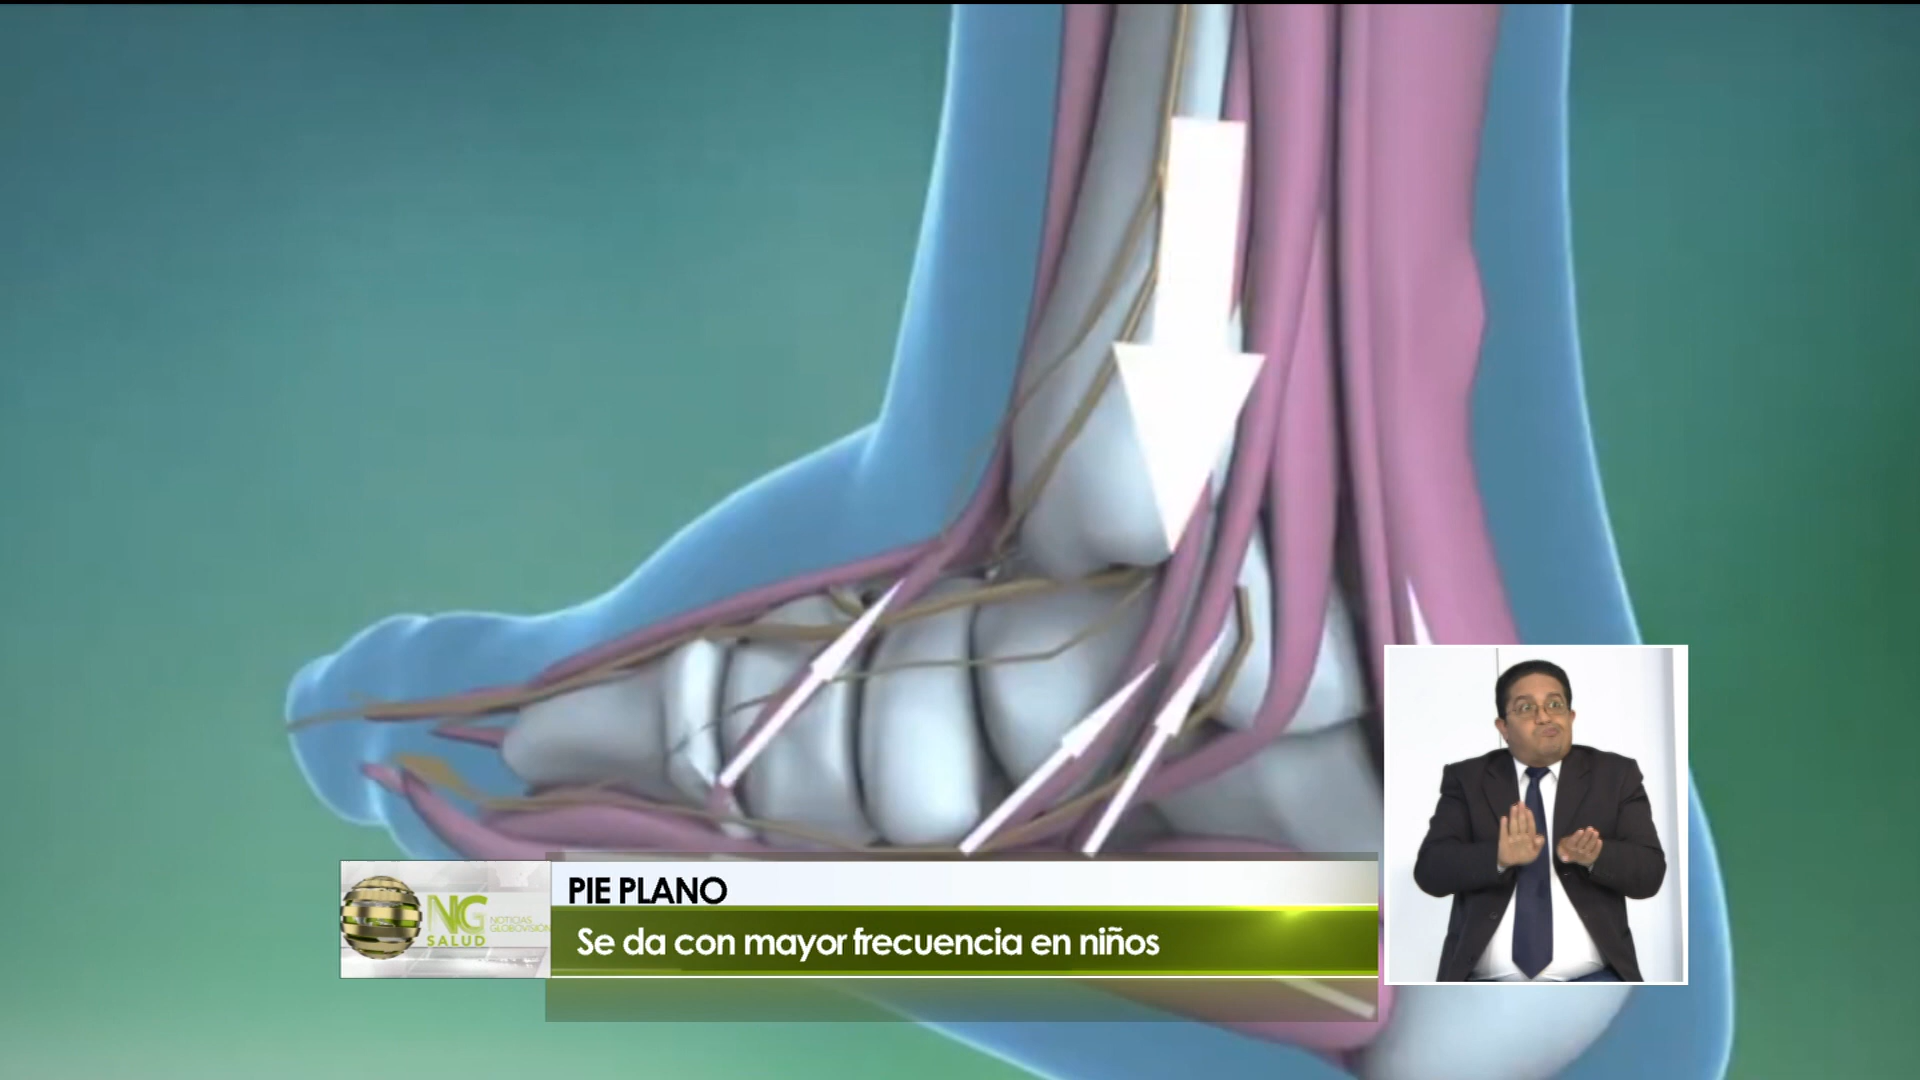 PIE PLANO
Se da con mayor frecuencia en niños
NG
SALUD
NOTICIAS
GLOBOVISIÓN